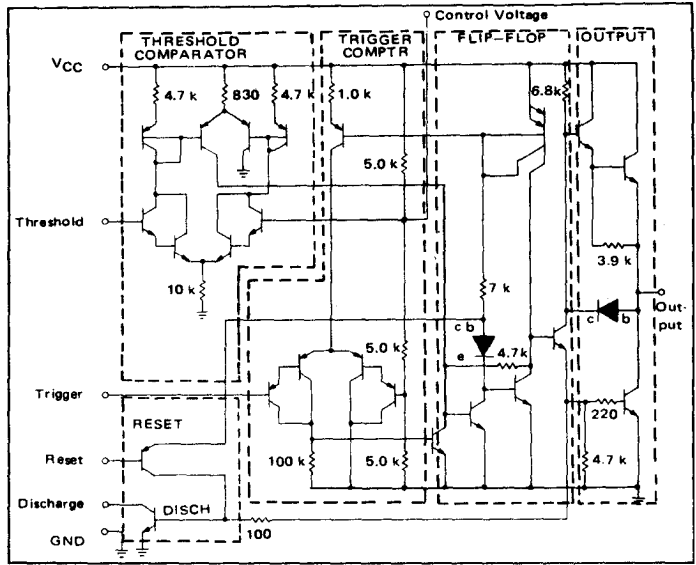 Control Voltage
THRESHOLD
COMPARATOR
TRIGGER
COMPTR
FLIP-FLOP
OUTPUT
VCC
4.7 k
830
4.7 k
1.0 k
6.8k
5.0 k
Threshold
3.9 k
10 k
7 k
c b
c
b
Out-
put
e
5.0 k
4.7k
Trigger
220
RESET
Reset
100 k
5.0 k
4.7 k
Discharge
DISCH
100
GND